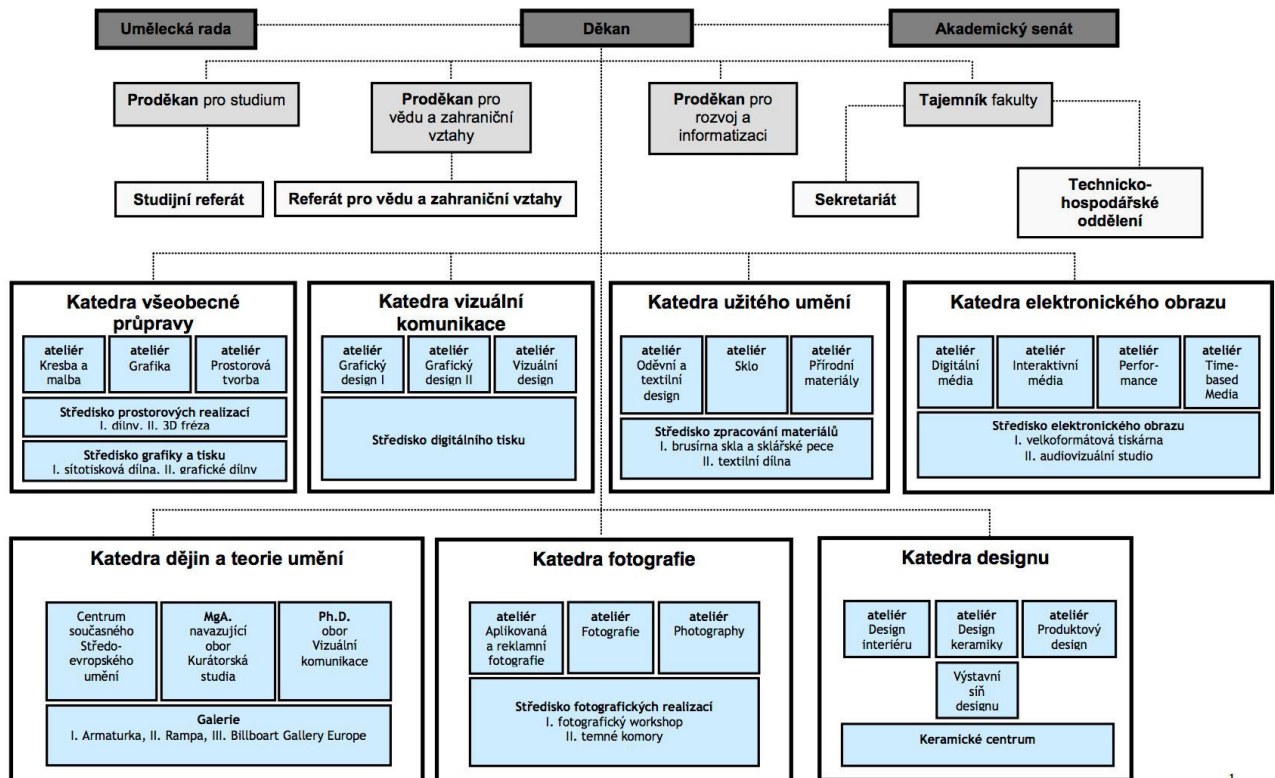 Umělecká rada
Děkan
Akademický senát
Proděkan pro studium
Proděkan pro
vědu a zahraniční
vztahy
Proděkan pro
rozvoj a
informatizaci
Tajemník fakulty
Studijní referát
Referát pro vědu a zahraniční vztahy
Sekretariát
Technicko-
hospodářské
oddělení
Katedra všeobecné
průpravy
ateliér
Kresba a
malba
ateliér
Grafika
ateliér
Prostorová
tvorba
Středisko prostorových realizací
I. dílny. II. 3D fréza
Středisko grafiky a tisku
I. sítotisková dílna. II. grafické dílny
Katedra vizuální
komunikace
ateliér
Grafický
design I
ateliér
Grafický
design II
ateliér
Vizuální
design
Středisko digitálního tisku
Katedra užitého umění
ateliér
Oděvní a
textilní
design
ateliér
Sklo
ateliér
Přírodní
materiály
Středisko zpracování materiálů
I. brusírna skla a sklářské pece
II. textilní dílna
Katedra elektronického obrazu
ateliér
Digitální
média
ateliér
Interaktivní
média
ateliér
Perfor-
mance
ateliér
Time-
based
Media
Středisko elektronického obrazu
I. velkoformátová tiskárna
II. audiovizuální studio
Katedra dějin a teorie umění
Centrum
současného
Středo-
evropského
umění
MgA.
navazující
obor
Kurátorská
studia
Ph.D.
obor
Vizuální
komunikace
Galerie
I. Armaturka, II. Rampa, III. Billboart Gallery Europe
Katedra fotografie
ateliér
Aplikovaná
a reklamní
fotografie
ateliér
Fotografie
ateliér
Photography
Středisko fotografických realizací
I. fotografický workshop
II. temné komory
Katedra designu
ateliér
Design
interiéru
ateliér
Design
keramiky
ateliér
Produktový
design
Výstavní
síň
designu
Keramické centrum